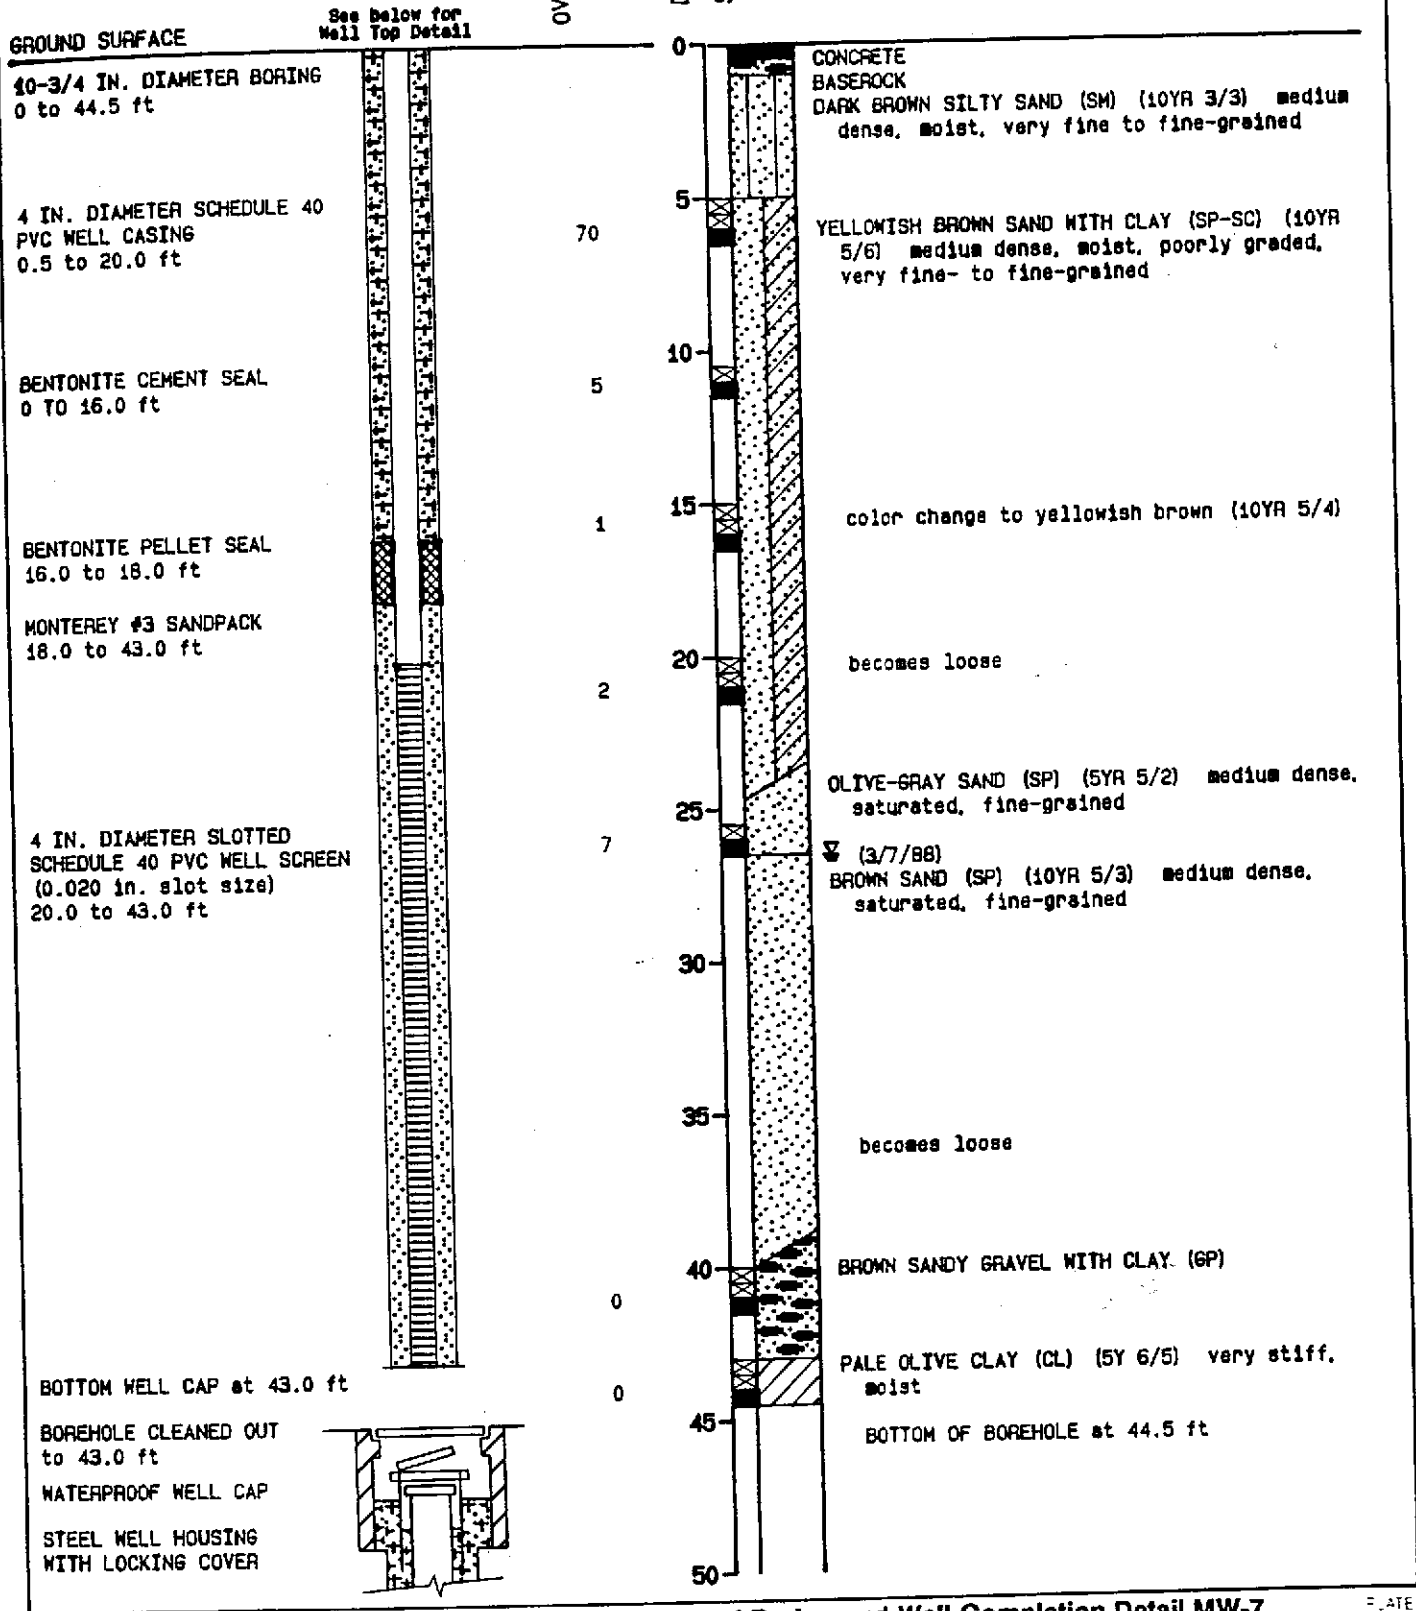 See below for
Well Top Detail
OV
GROUND SURFACE
10-3/4 IN. DIAMETER BORING
0 to 44.5 ft
4 IN. DIAMETER SCHEDULE 40
PVC WELL CASING
0.5 to 20.0 ft
BENTONITE CEMENT SEAL
0 TO 16.0 ft
BENTONITE PELLET SEAL
16.0 to 18.0 ft
MONTEREY #3 SANDPACK
18.0 to 43.0 ft
4 IN. DIAMETER SLOTTED
SCHEDULE 40 PVC WELL SCREEN
(0.020 in. slot size)
20.0 to 43.0 ft
BOTTOM WELL CAP at 43.0 ft
BOREHOLE CLEANED OUT
to 43.0 ft
WATERPROOF WELL CAP
STEEL WELL HOUSING
WITH LOCKING COVER
70
5
1
2
7
0
0
0
5
10
15
20
25
30
35
40
45
50
CONCRETE
BASEROCK
DARK BROWN SILTY SAND (SM) (10YR 3/3) medium
dense, moist, very fine to fine-grained
YELLOWISH BROWN SAND WITH CLAY (SP-SC) (10YR
5/6) medium dense, moist, poorly graded,
very fine- to fine-grained
color change to yellowish brown (10YR 5/4)
becomes loose
OLIVE-GRAY SAND (SP) (5YR 5/2) medium dense,
saturated, fine-grained
(3/7/88)
BROWN SAND (SP) (10YR 5/3) medium dense,
saturated, fine-grained
becomes loose
BROWN SANDY GRAVEL WITH CLAY (GP)
PALE OLIVE CLAY (CL) (5Y 6/5) very stiff,
moist
BOTTOM OF BOREHOLE at 44.5 ft
Well Completion Detail MW-7